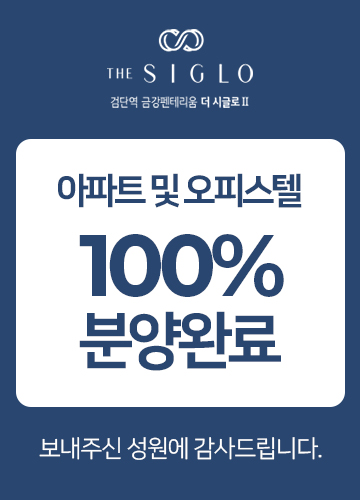 THE SIGLO
검단역 금강펜테리움 더 시글로 II
아파트 및 오피스텔
100%
분양완료
보내주신 성원에 감사드립니다.